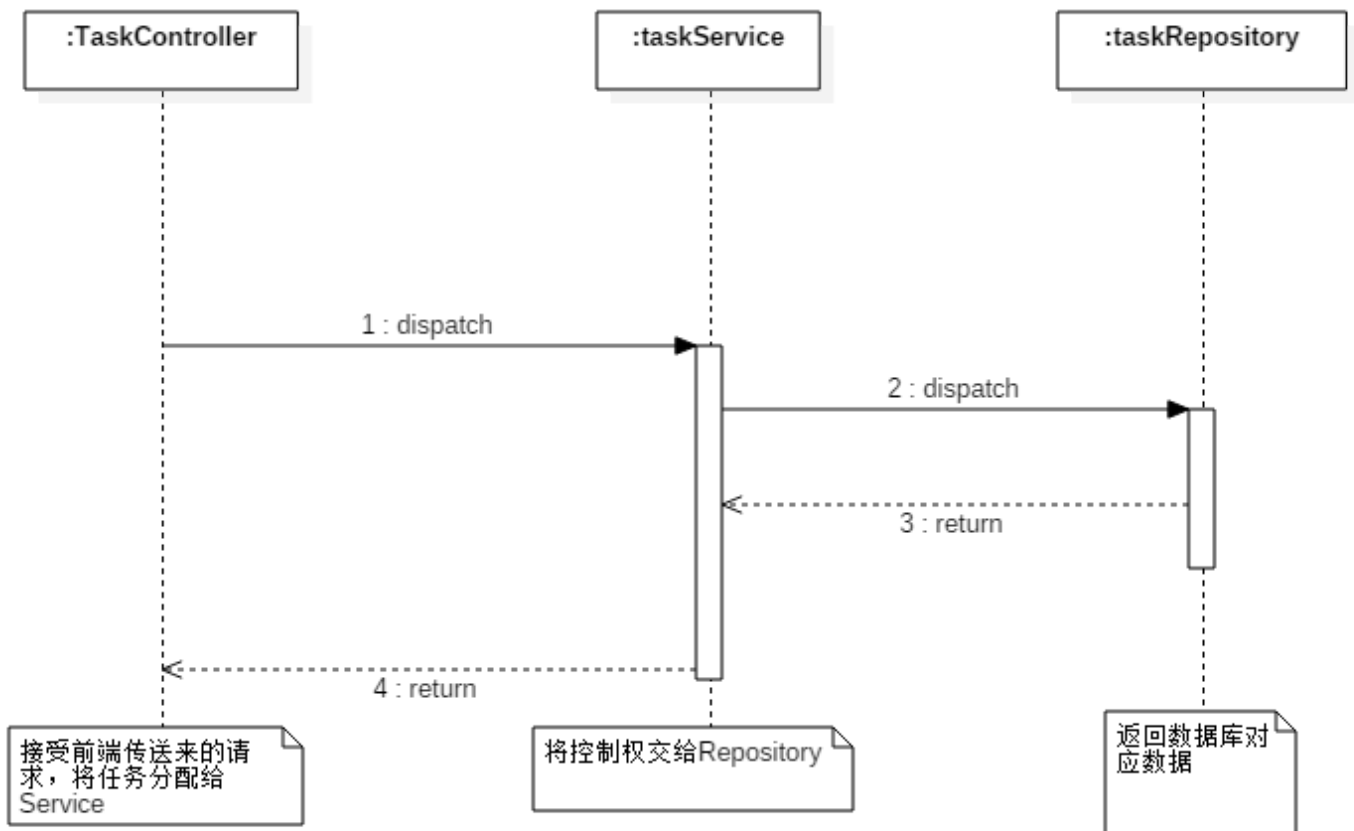 :TaskController
:taskService
:taskRepository
1 : dispatch
2 : dispatch
3 : return
4 : return
接受前端传送来的请
求，将任务分配给
Service
将控制权交给Repository
返回数据库对
应数据